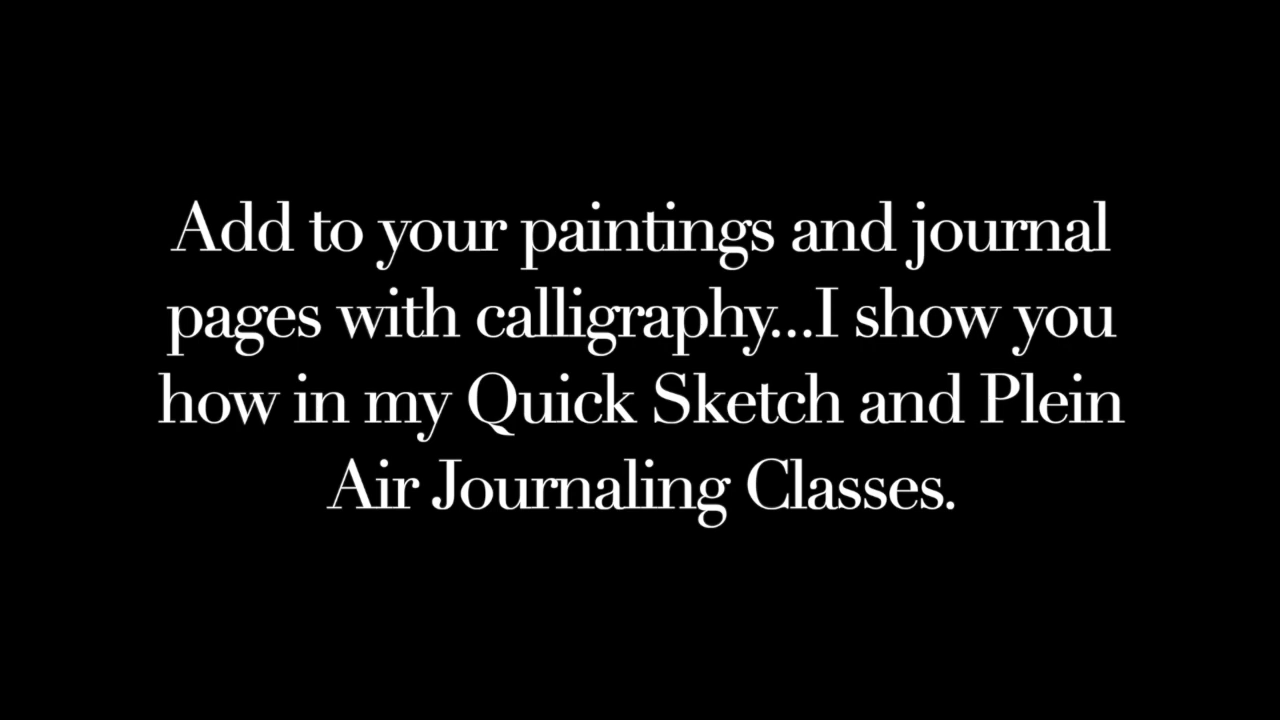 Add to your paintings and journal
pages with calligraphy...I show you
how in my Quick Sketch and Plein
Air Journaling Classes.